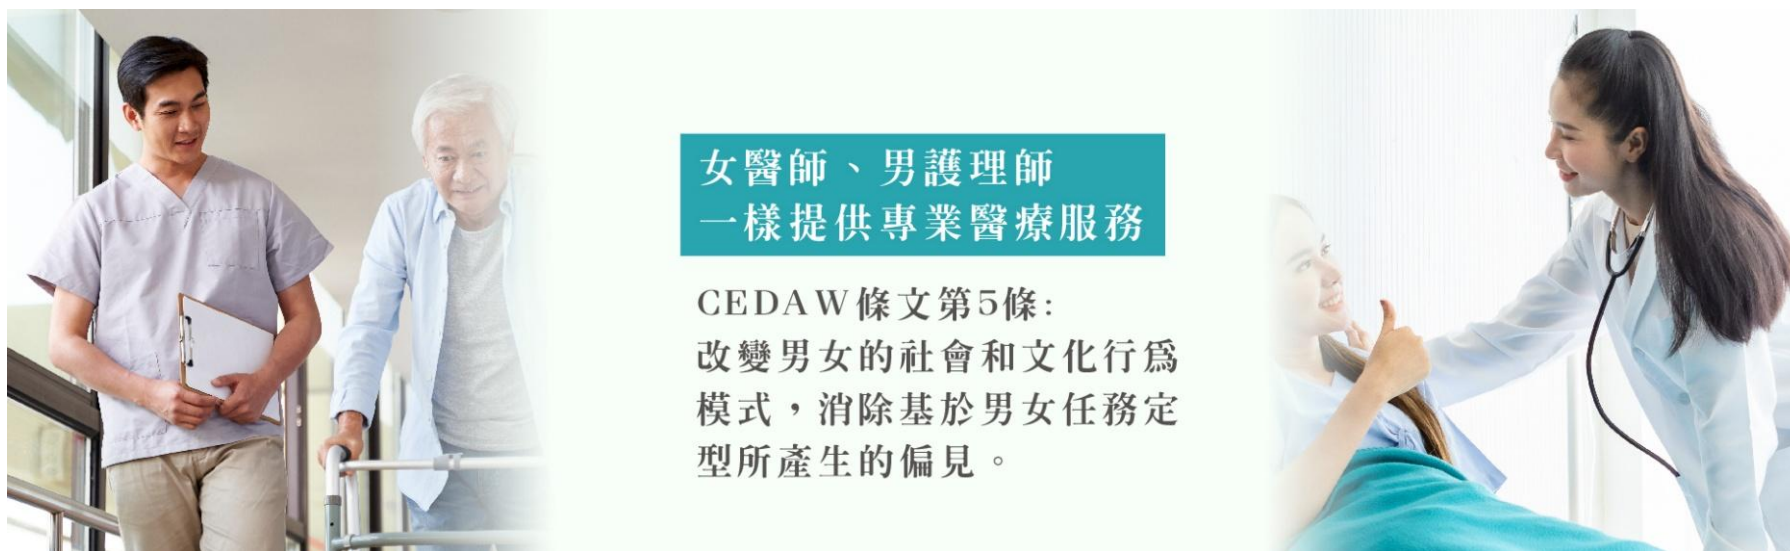 女醫師、男護理師
一樣提供專業醫療服務
CEDAW條文第5條:
改變男女的社會和文化行為
模式，消除基於男女任務定
型所產生的偏見。